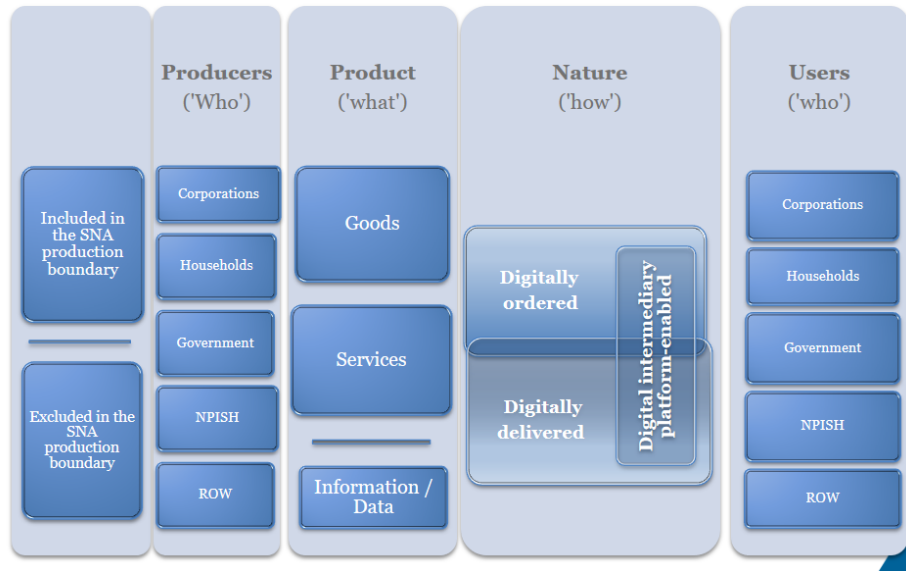 Included in
the SNA
production
boundary
Excluded in the
SNA
production
boundary
Producers
('Who')
Corporations
Households
Government
NPISH
ROW
Product
('what')
Goods
Services
Information /
Data
Nature
('how')
Digitally
ordered
Digitally
delivered
Digital intermediary
platform-enabled
Users
('who')
Corporations
Households
Government
NPISH
ROW